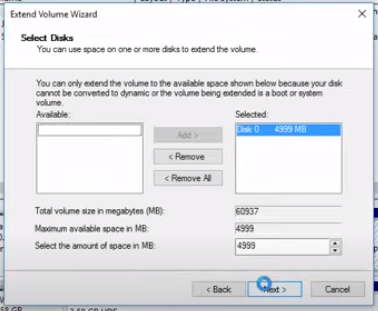 Extend Volume Wizard
Select Disks
You can use space on one or more disks to extend the volume.
You can only extend the volume to the available space shown below because your disk
cannot be converted to dynamic or the volume being extended is a boot or system
volume.
Available:
Selected:
Add >
Disk 0 4999 MB
< Remove
< Remove All
Total volume size in megabytes (MB):
60937
Maximum available space in MB:
4999
Select the amount of space in MB:
4999
< Back
Next >
Cancel